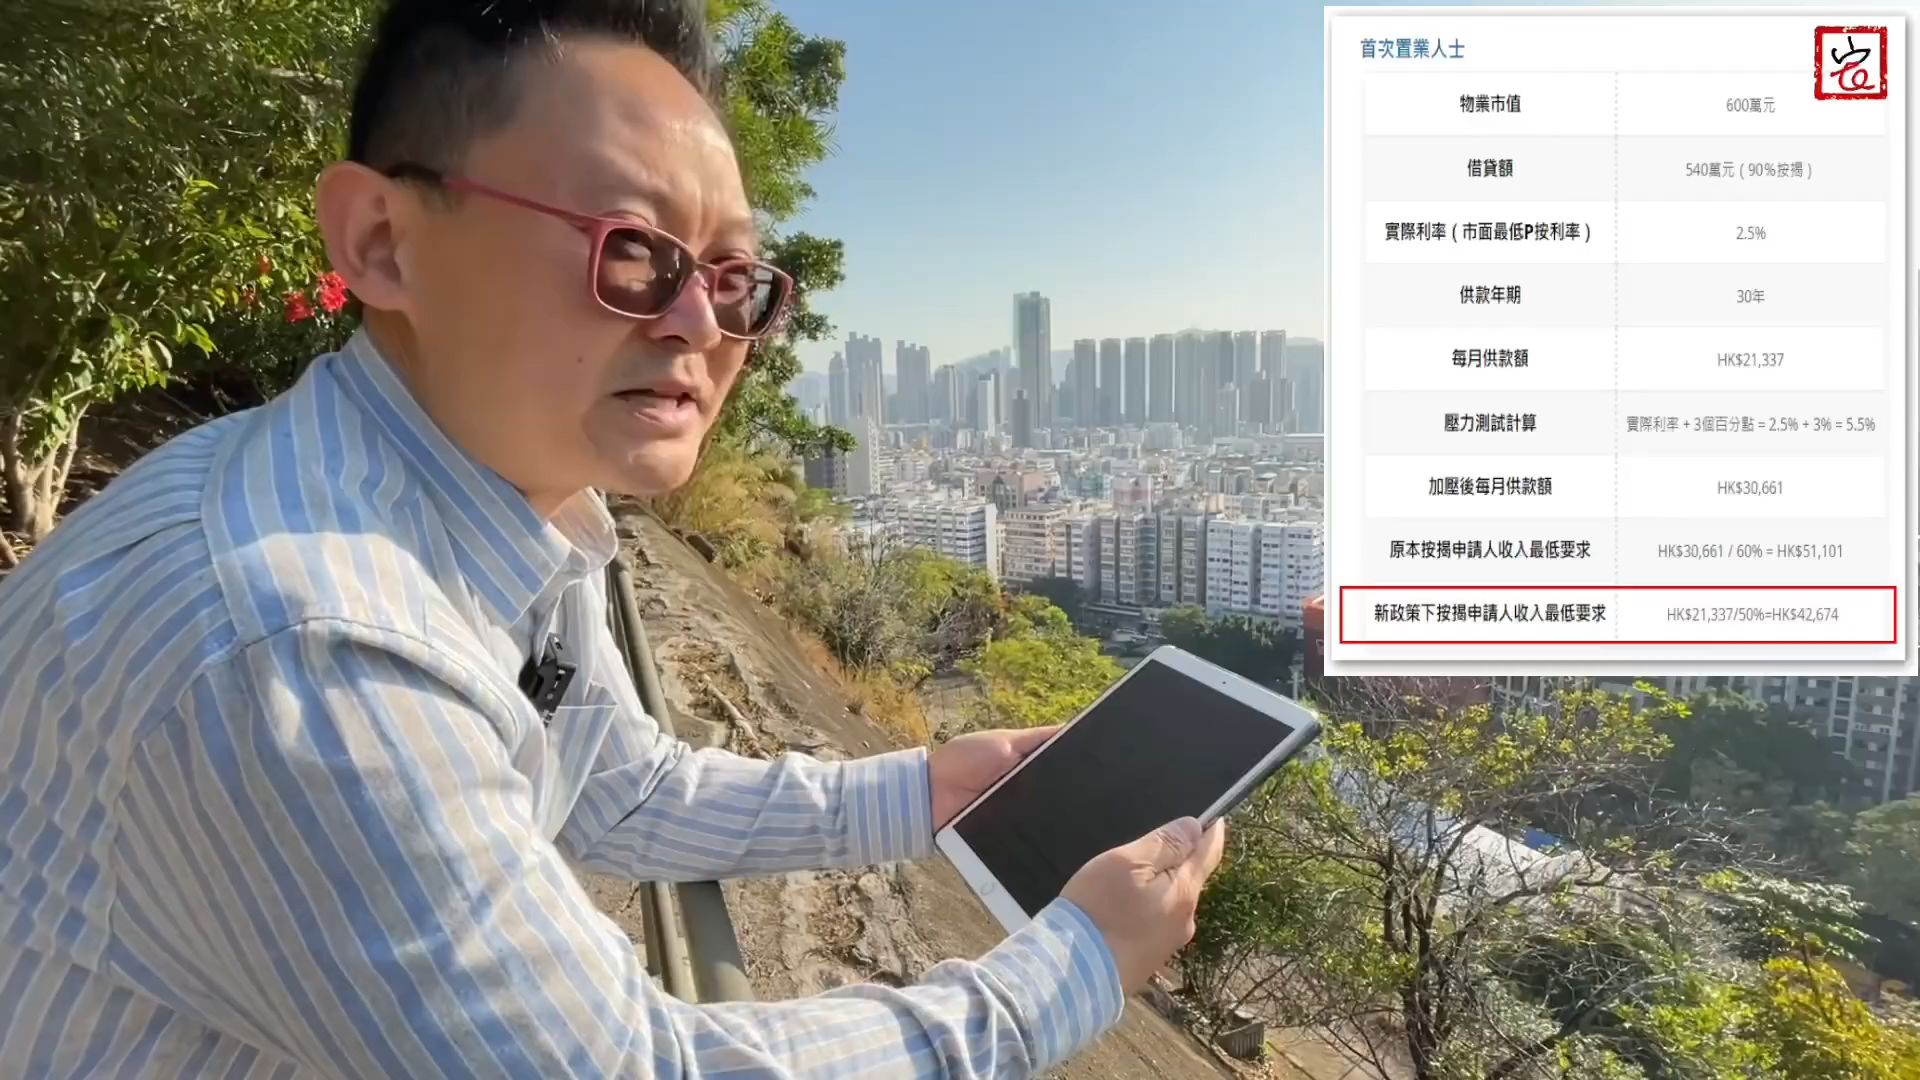 首次置業人士
物業市值 600萬元
借貸額 540萬元 ( 90%按揭 )
實際利率 ( 市面最低P按利率 ) 2.5%
供款年期 30年
每月供款額 HK$21,337
壓力測試計算 實際利率 + 3個百分點 = 2.5% + 3% = 5.5%
加壓後每月供款額 HK$30,661
原本按揭申請人收入最低要求 HK$30,661 / 60% = HK$51,101
新政策下按揭申請人收入最低要求 HK$21,337/50%=HK$42,674